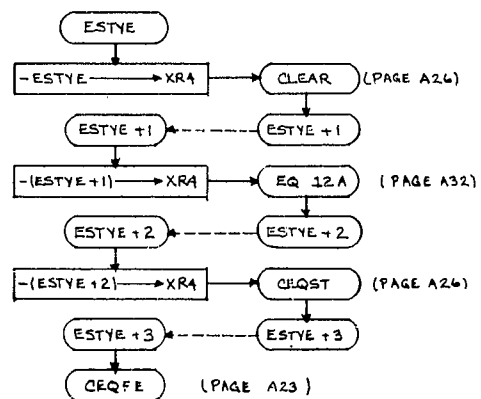 ESTYE
-ESTYE → XR4 CLEAR (PAGE A26)
ESTYE +1 ESTYE +1
-(ESTYE+1) → XR4 EQ 12A (PAGE A32)
ESTYE +2 ESTYE +2
-(ESTYE+2) → XR4 CEQST (PAGE A26)
ESTYE +3 ESTYE +3
CEQFE (PAGE A23)